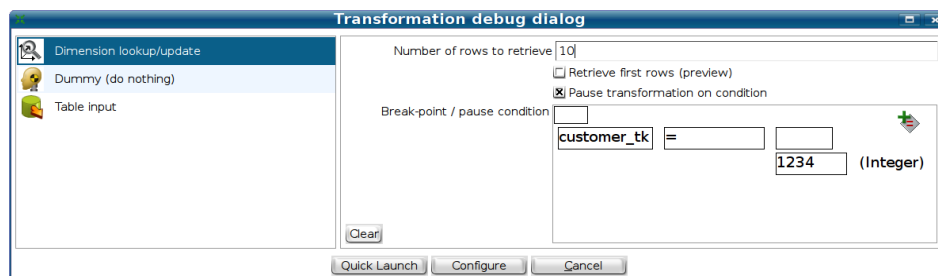 Transformation debug dialog
Dimension lookup/update
Dummy (do nothing)
Table input
Number of rows to retrieve 10
Retrieve first rows (preview)
Pause transformation on condition
Break-point / pause condition
customer_tk =
1234 (Integer)
Clear
Quick Launch Configure Cancel